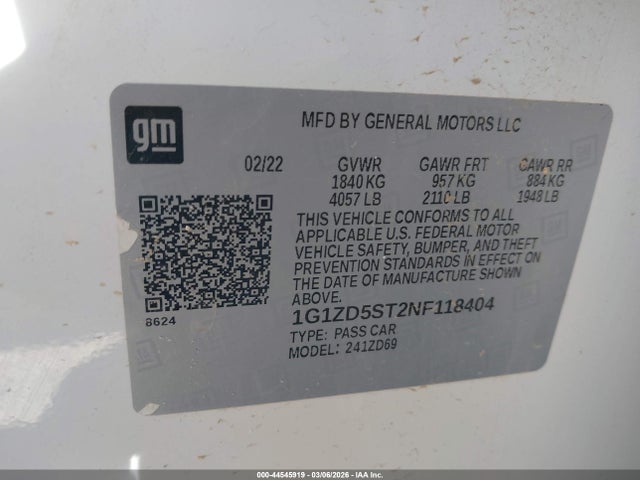 gm
MFD BY GENERAL MOTORS LLC
02/22 GVWR GAWR FRT GAWR RR
1840 KG 957 KG 884 KG
4057 LB 2110 LB 1948 LB
THIS VEHICLE CONFORMS TO ALL
APPLICABLE U.S. FEDERAL MOTOR
VEHICLE SAFETY, BUMPER, AND THEFT
PREVENTION STANDARDS IN EFFECT ON
THE DATE OF MANUFACTURE SHOWN
ABOVE.
8624
1G1ZD5ST2NF118404
TYPE: PASS CAR
MODEL: 241ZD69
000-44545919 - 03/06/2026 - IAA Inc. Stock